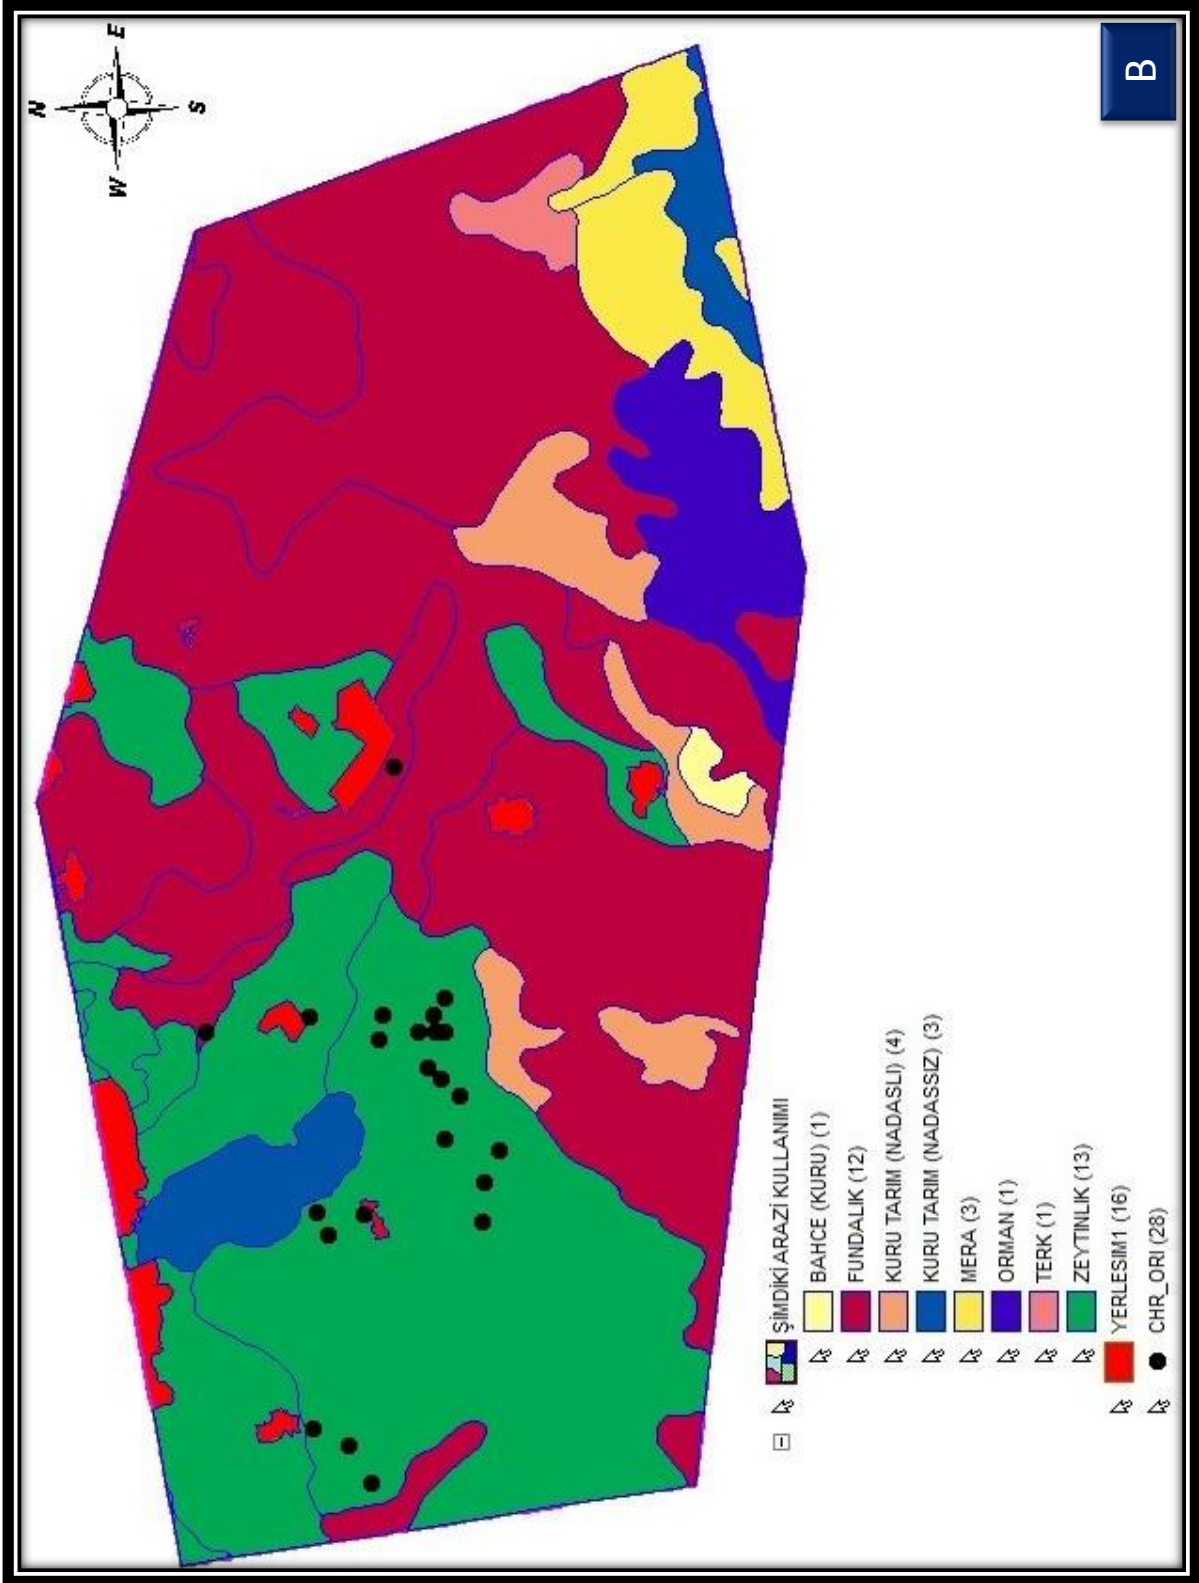 N
W
E
S
B
ŞİMDİKİ ARAZİ KULLANIMI
BAHCE (KURU) (1)
FUNDALIK (12)
KURU TARIM (NADASLI) (4)
KURU TARIM (NADASSIZ) (3)
MERA (3)
ORMAN (1)
TERK (1)
ZEYTINLIK (13)
YERLESIM1 (16)
CHR_ORI (28)